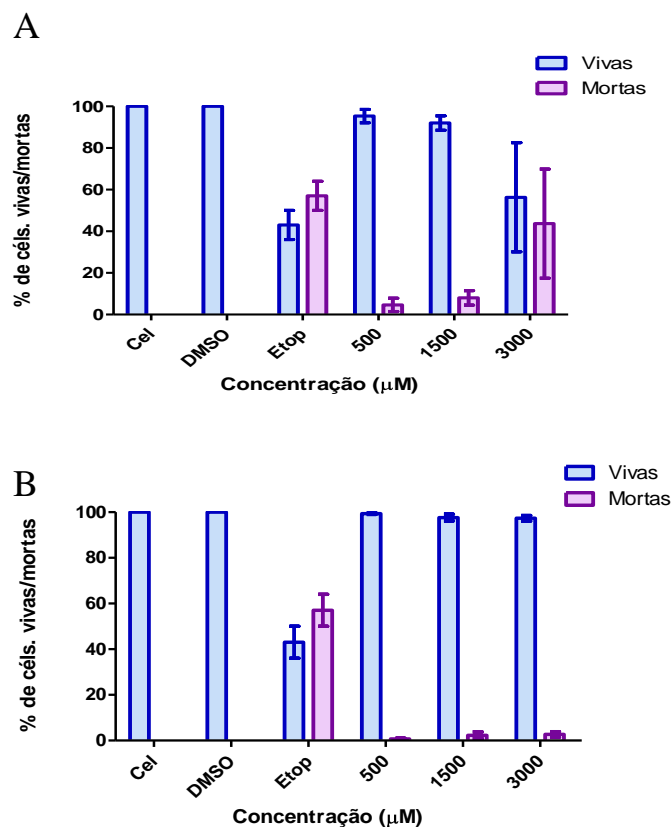 A
Vivas
Mortas
% de céls. vivas/mortas
100
80
60
40
20
0
Cel
DMSO
Etop
500
1500
3000
Concentração (µM)
B
Vivas
Mortas
% de céls. vivas/mortas
100
80
60
40
20
0
Cel
DMSO
Etop
500
1500
3000
Concentração (µM)